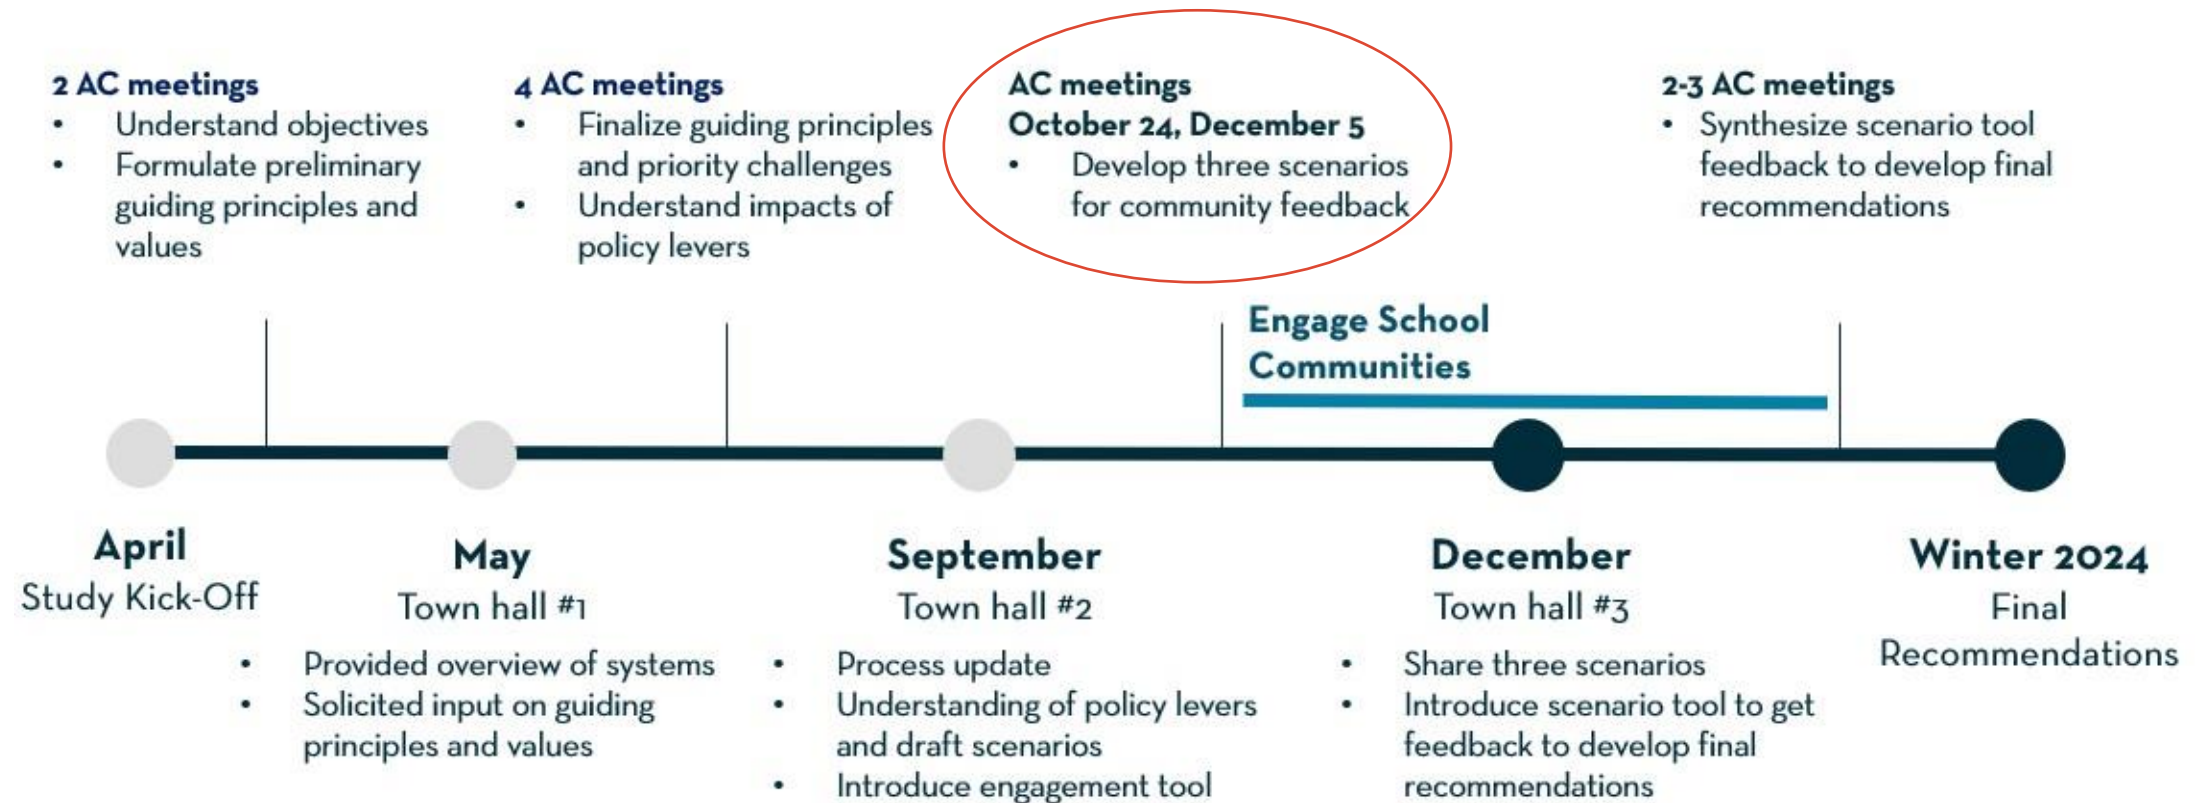 2 AC meetings
• Understand objectives
• Formulate preliminary
guiding principles and
values
4 AC meetings
• Finalize guiding principles
and priority challenges
• Understand impacts of
policy levers
AC meetings
October 24, December 5
• Develop three scenarios
for community feedback
2-3 AC meetings
• Synthesize scenario tool
feedback to develop final
recommendations
Engage School
Communities
April
Study Kick-Off
May
Town hall #1
• Provided overview of systems
• Solicited input on guiding
principles and values
September
Town hall #2
• Process update
• Understanding of policy levers
and draft scenarios
• Introduce engagement tool
December
Town hall #3
• Share three scenarios
• Introduce scenario tool to get
feedback to develop final
recommendations
Winter 2024
Final
Recommendations